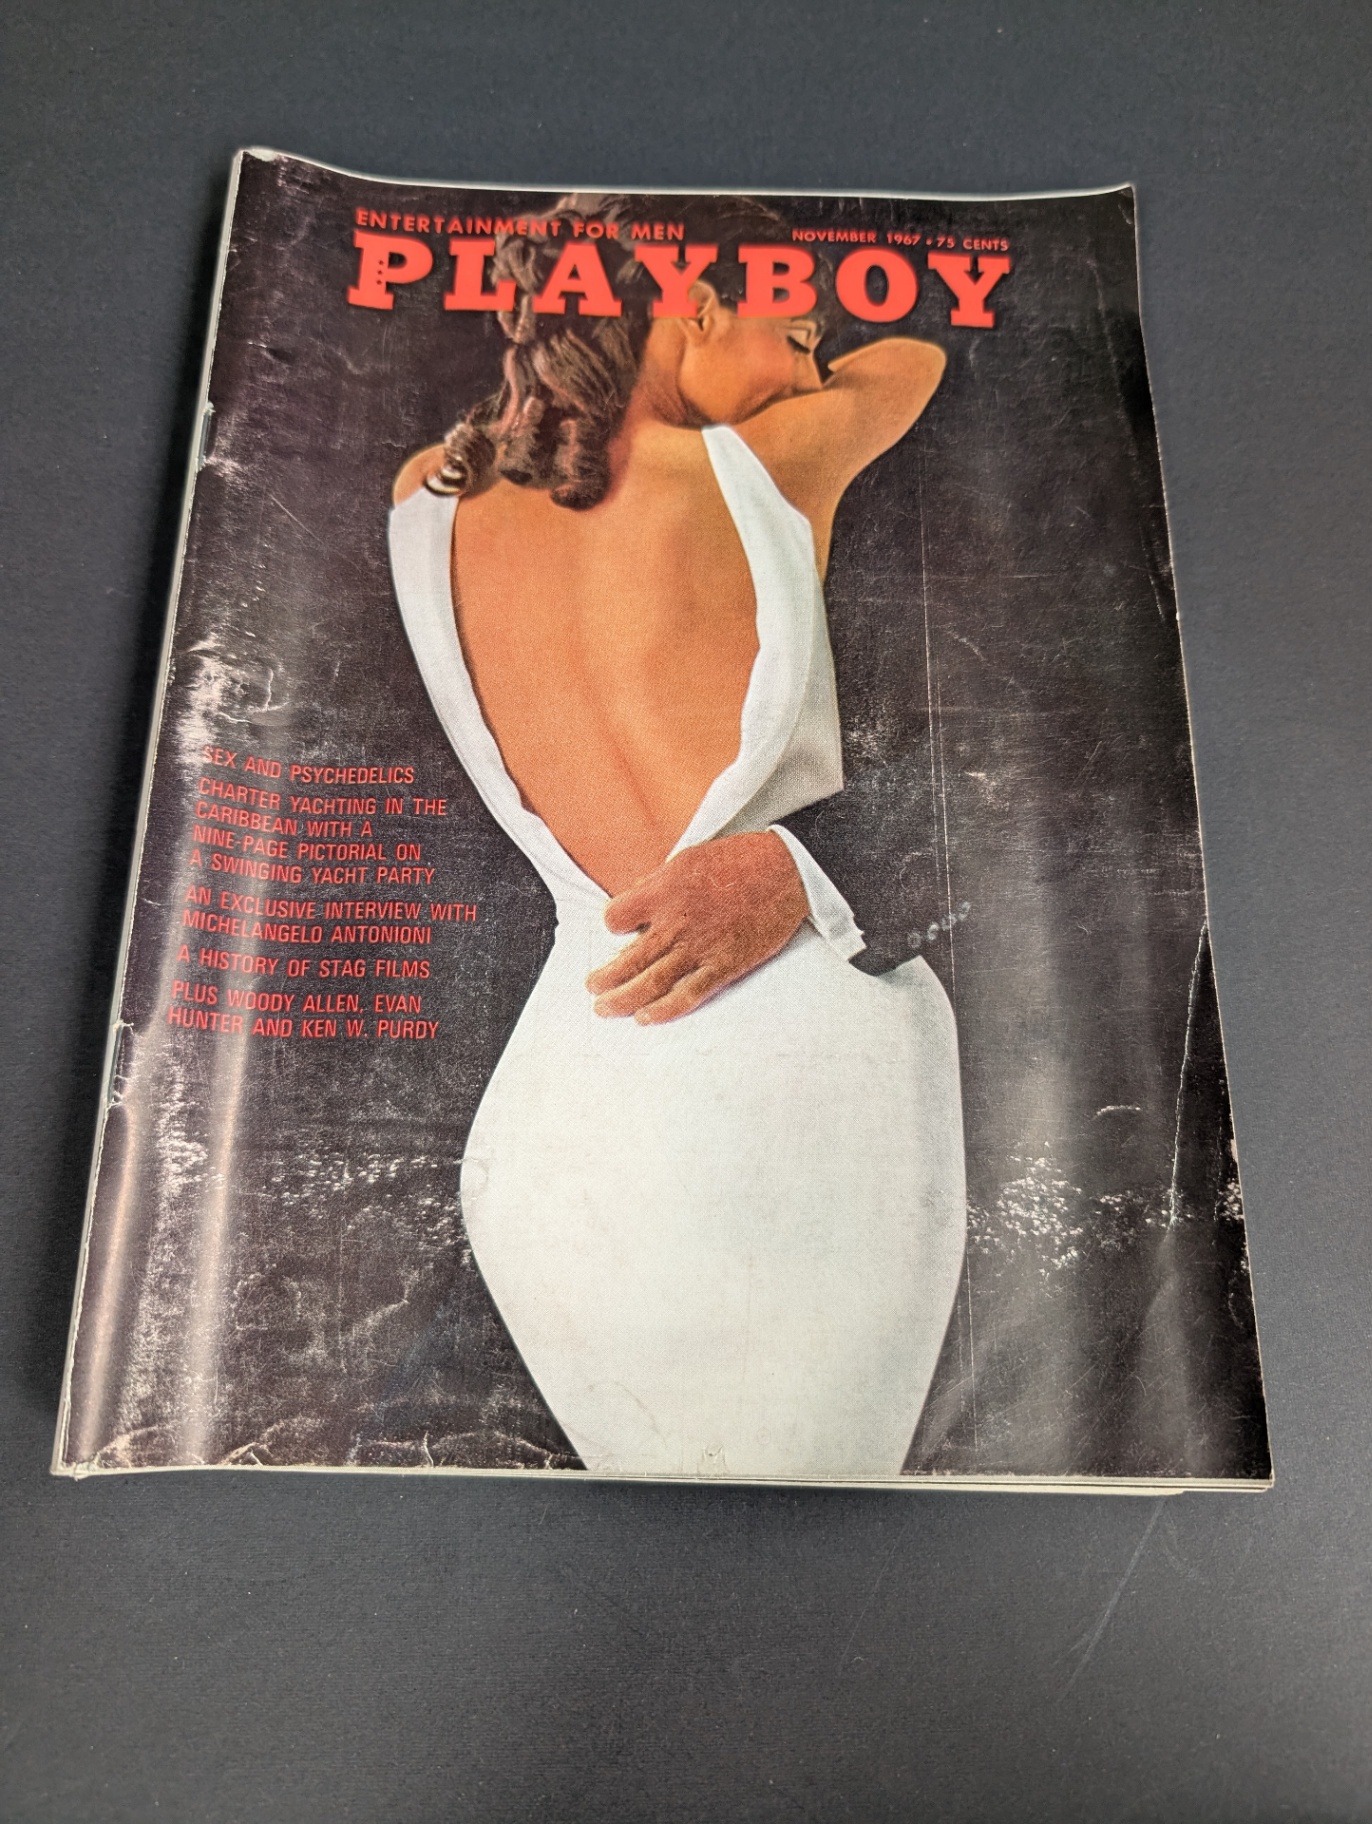 ENTERTAINMENT FOR MEN
NOVEMBER 1967 • 75 CENTS
PLAYBOY
SEX AND PSYCHEDELICS
CHARTER YACHTING IN THE
CARIBBEAN WITH A
NINE-PAGE PICTORIAL ON
A SWINGING YACHT PARTY
AN EXCLUSIVE INTERVIEW WITH
MICHELANGELO ANTONIONI
A HISTORY OF STAG FILMS
PLUS WOODY ALLEN, EVAN
HUNTER AND KEN W. PURDY